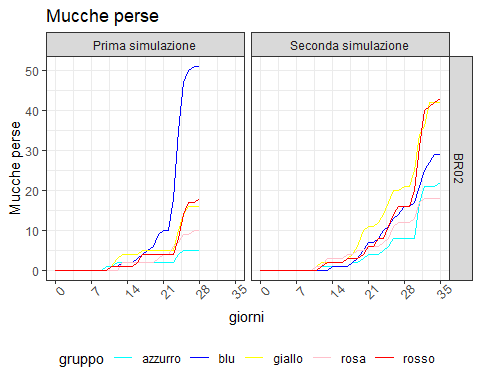 Mucche perse
Prima simulazione Seconda simulazione
Mucche perse
50
40
30
20
10
0
BR02
0 7 14 21 28 35 0 7 14 21 28 35
giorni
gruppo azzurro blu giallo rosa rosso